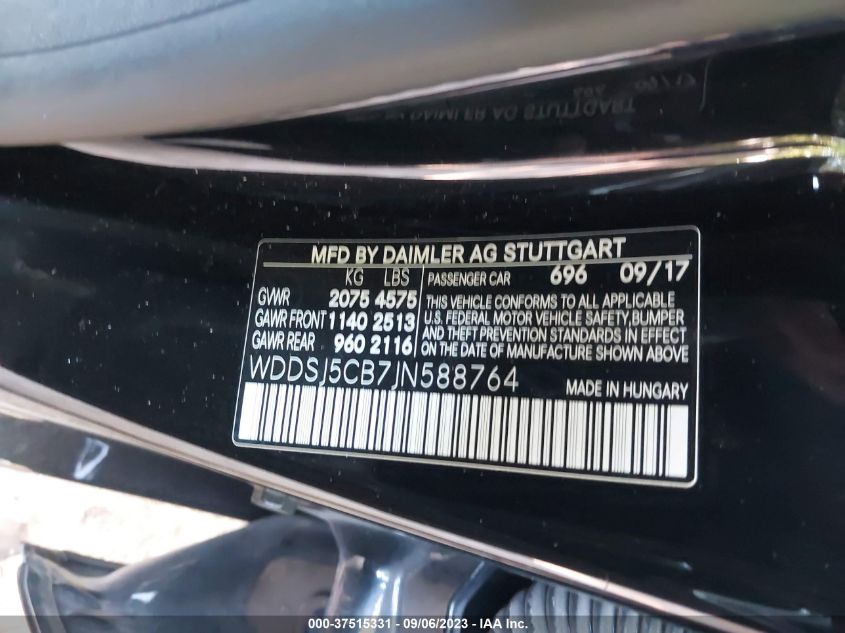 MFD BY DAIMLER AG STUTTGART
KG LBS PASSENGER CAR 696 09/17
GVWR 2075 4575
GAWR FRONT 1140 2513
GAWR REAR 960 2116
THIS VEHICLE CONFORMS TO ALL APPLICABLE
U.S. FEDERAL MOTOR VEHICLE SAFETY, BUMPER
AND THEFT PREVENTION STANDARDS IN EFFECT
ON THE DATE OF MANUFACTURE SHOWN ABOVE
WDDSJ5CB7JN588764 MADE IN HUNGARY
000-37515331 - 09/06/2023 - IAA Inc.